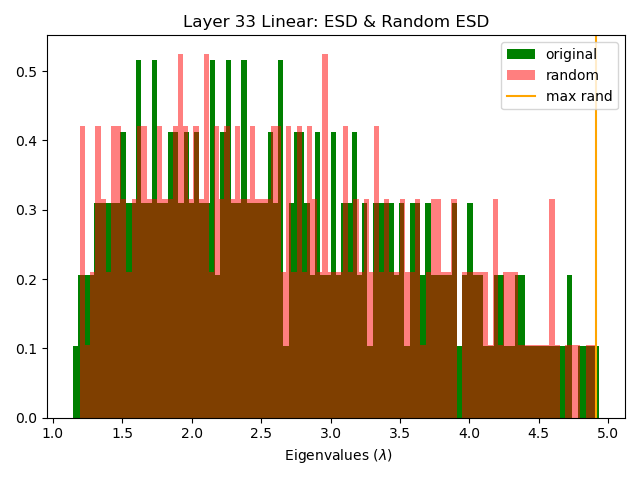 Layer 33 Linear: ESD & Random ESD
original
random
max rand
0.5
0.4
0.3
0.2
0.1
0.0
1.0 1.5 2.0 2.5 3.0 3.5 4.0 4.5 5.0
Eigenvalues (λ)